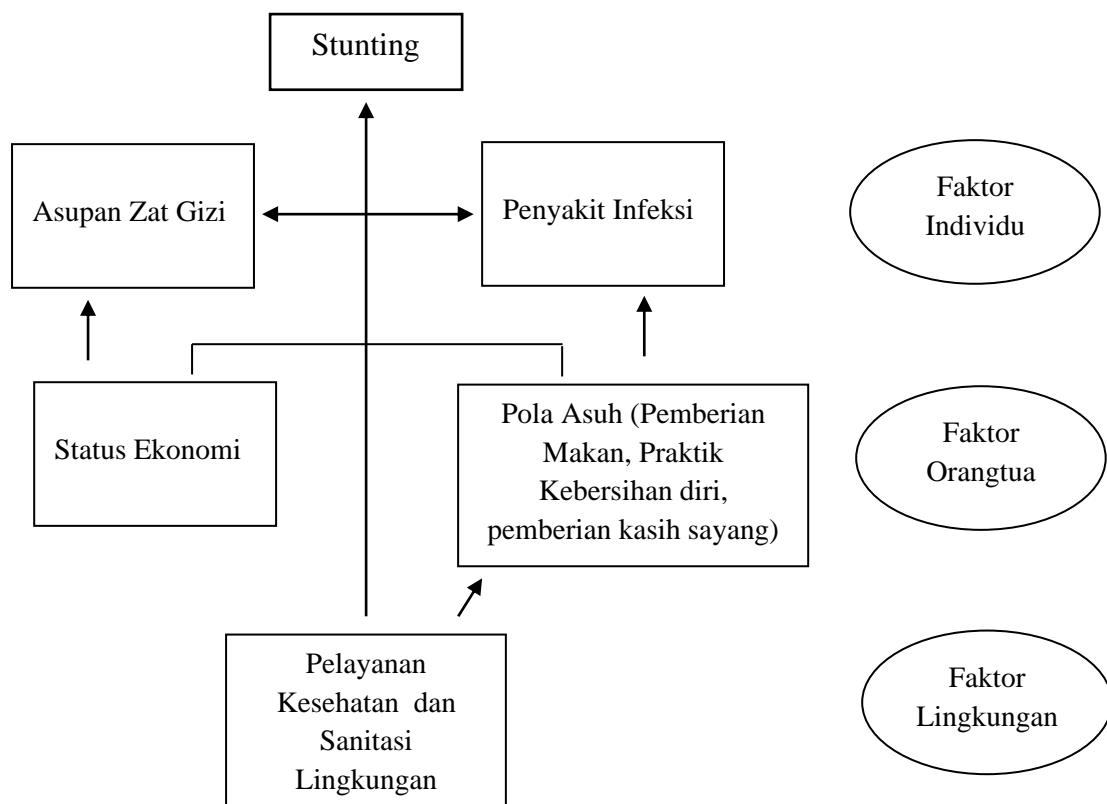 Stunting
Asupan Zat Gizi
Penyakit Infeksi
Faktor
Individu
Status Ekonomi
Pola Asuh (Pemberian
Makan, Praktik
Kebersihan diri,
pemberian kasih sayang)
Faktor
Orangtua
Pelayanan
Kesehatan dan
Sanitasi
Lingkungan
Faktor
Lingkungan